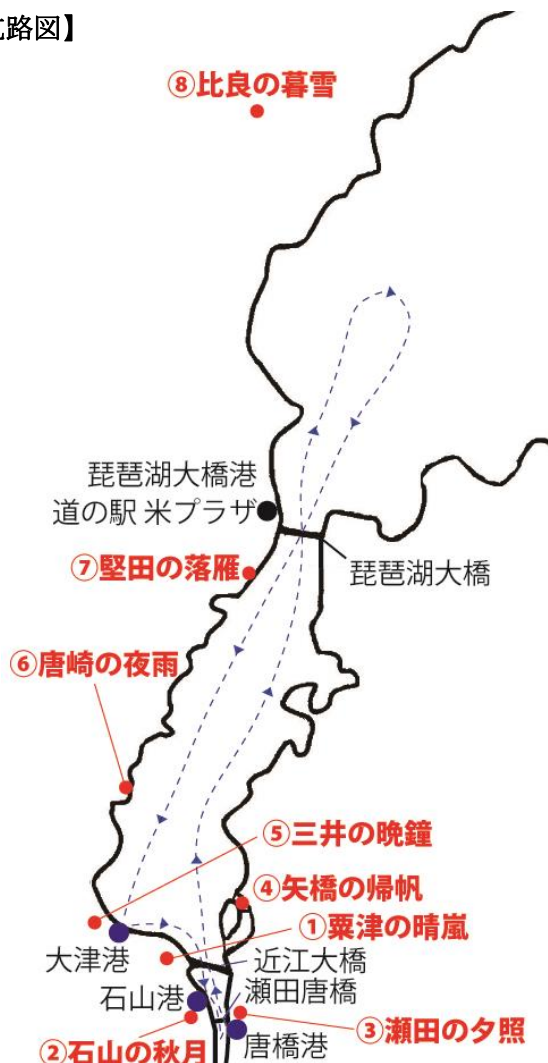 路図】
⑧比良の暮雪
琵琶湖大橋港
道の駅 米プラザ
⑦堅田の落雁
琵琶湖大橋
⑥唐崎の夜雨
⑤三井の晩鐘
④矢橋の帰帆
①粟津の晴嵐
大津港
近江大橋
石山港
瀬田唐橋
③瀬田の夕照
②石山の秋月
唐橋港